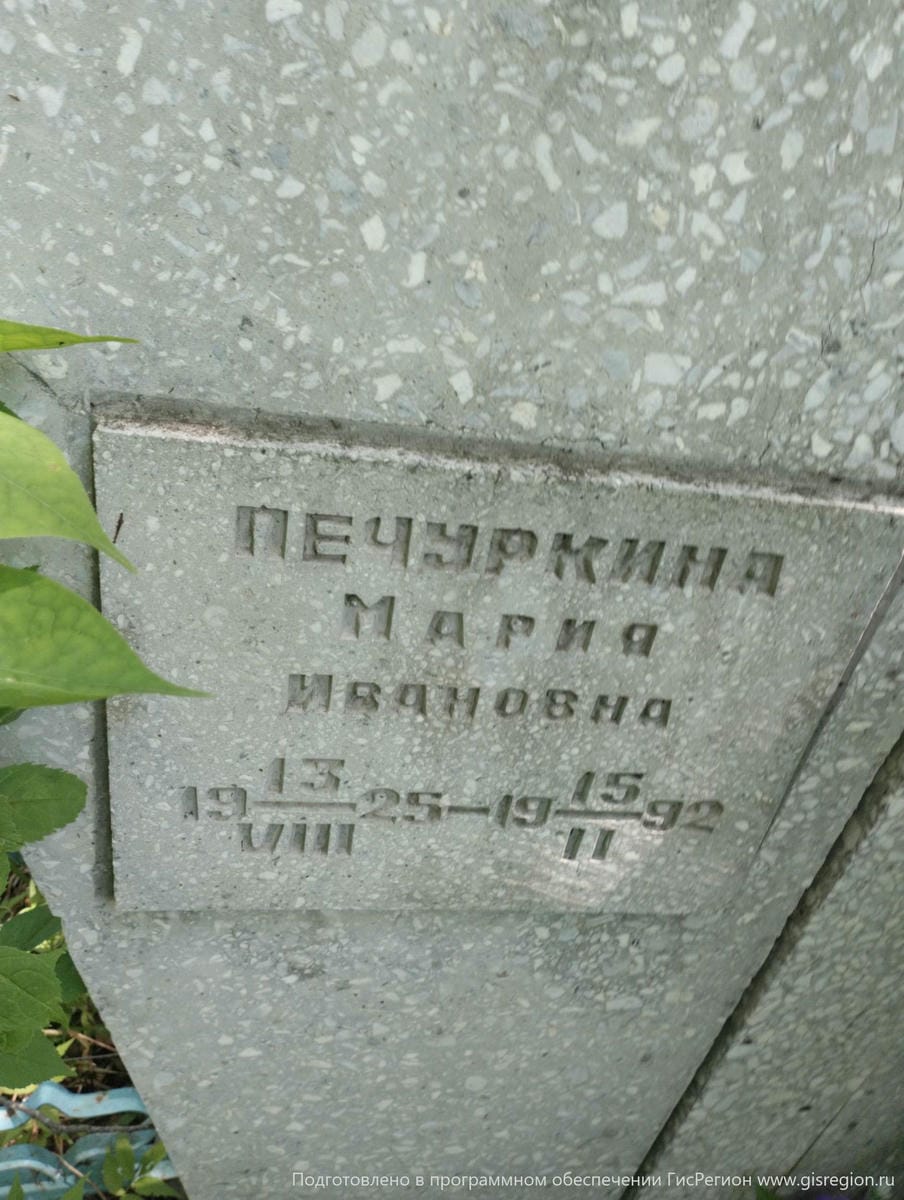 ПЕЧУРКИНА
МАРИЯ
ИВАНОВНА
19 13/VIII 25 — 19 15/II 92
Подготовлено в программном обеспечении ГисРегион www.gisregion.ru